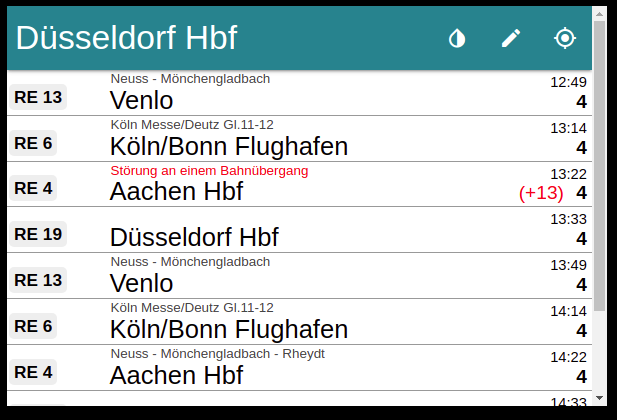 Düsseldorf Hbf
Neuss - Mönchengladbach 12:49
RE 13 Venlo 4
Köln Messe/Deutz Gl.11-12 13:14
RE 6 Köln/Bonn Flughafen 4
Störung an einem Bahnübergang 13:22
RE 4 Aachen Hbf (+13) 4
13:33
RE 19 Düsseldorf Hbf 4
Neuss - Mönchengladbach 13:49
RE 13 Venlo 4
Köln Messe/Deutz Gl.11-12 14:14
RE 6 Köln/Bonn Flughafen 4
Neuss - Mönchengladbach - Rheydt 14:22
RE 4 Aachen Hbf 4
14:33